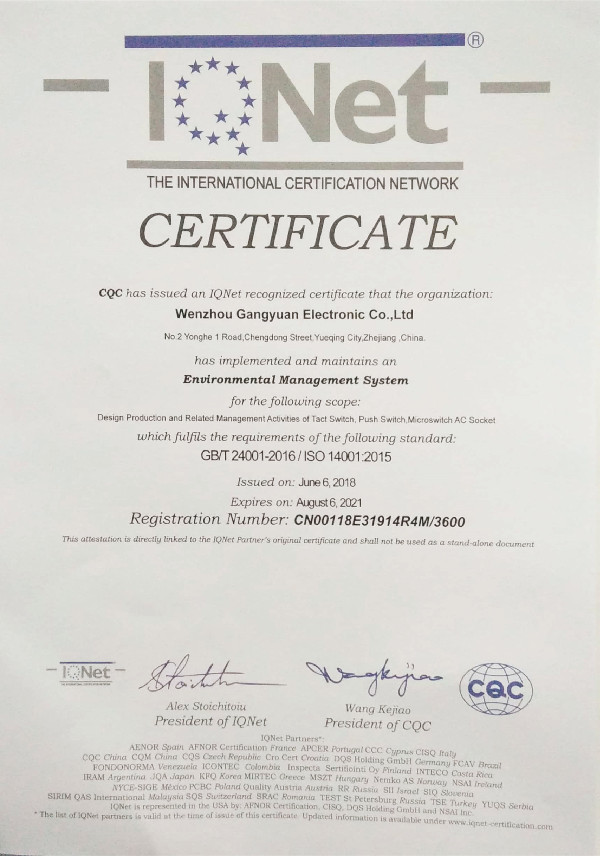 IQNet ®
THE INTERNATIONAL CERTIFICATION NETWORK
CERTIFICATE
CQC has issued an IQNet recognized certificate that the organization:
Wenzhou Gangyuan Electronic Co.,Ltd
No.2 Yonghe 1 Road,Chengdong Street,Yueqing City,Zhejiang ,China.
has implemented and maintains an
Environmental Management System
for the following scope:
Design Production and Related Management Activities of Tact Switch, Push Switch,Microswitch AC Socket
which fulfils the requirements of the following standard:
GB/T 24001-2016 / ISO 14001:2015
Issued on: June 6, 2018
Expires on: August 6, 2021
Registration Number: CN00118E31914R4M/3600
This attestation is directly linked to the IQNet Partner's original certificate and shall not be used as a stand-alone document
IQNet
CQC
Alex Stoichitoiu
President of IQNet
Wang Kejiao
President of CQC
IQNet Partners*:
AENOR Spain AFNOR Certification France APCER Portugal CCC Cyprus CISQ Italy
CQC China CQM China CQS Czech Republic Cro Cert Croatia DQS Holding GmbH Germany FCAV Brazil
FONDONORMA Venezuela ICONTEC Colombia Inspecta Sertifiointi Oy Finland INTECO Costa Rica
IRAM Argentina JQA Japan KFQ Korea MIRTEC Greece MSZT Hungary Nemko AS Norway NSAI Ireland
NYCE-SIGE México PCBC Poland Quality Austria Austria RR Russia SII Israel SIQ Slovenia
SIRIM QAS International Malaysia SQS Switzerland SRAC Romania TEST St Petersburg Russia TSE Turkey YUQS Serbia
IQNet is represented in the USA by: AFNOR Certification, CISQ, DQS Holding GmbH and NSAI Inc.
* The list of IQNet partners is valid at the time of issue of this certificate. Updated information is available under www.iqnet-certification.com